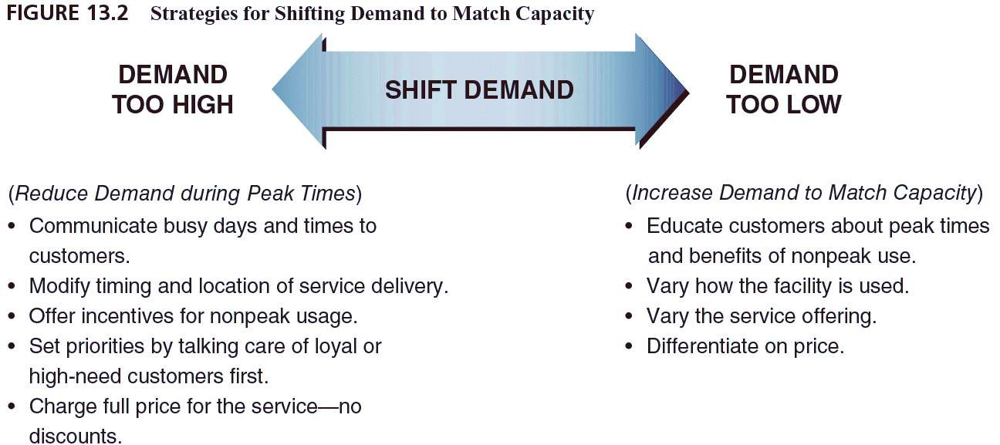 FIGURE 13.2 Strategies for Shifting Demand to Match Capacity
DEMAND
TOO HIGH
SHIFT DEMAND
DEMAND
TOO LOW
(Reduce Demand during Peak Times)
• Communicate busy days and times to
customers.
• Modify timing and location of service delivery.
• Offer incentives for nonpeak usage.
• Set priorities by talking care of loyal or
high-need customers first.
• Charge full price for the service—no
discounts.
(Increase Demand to Match Capacity)
• Educate customers about peak times
and benefits of nonpeak use.
• Vary how the facility is used.
• Vary the service offering.
• Differentiate on price.